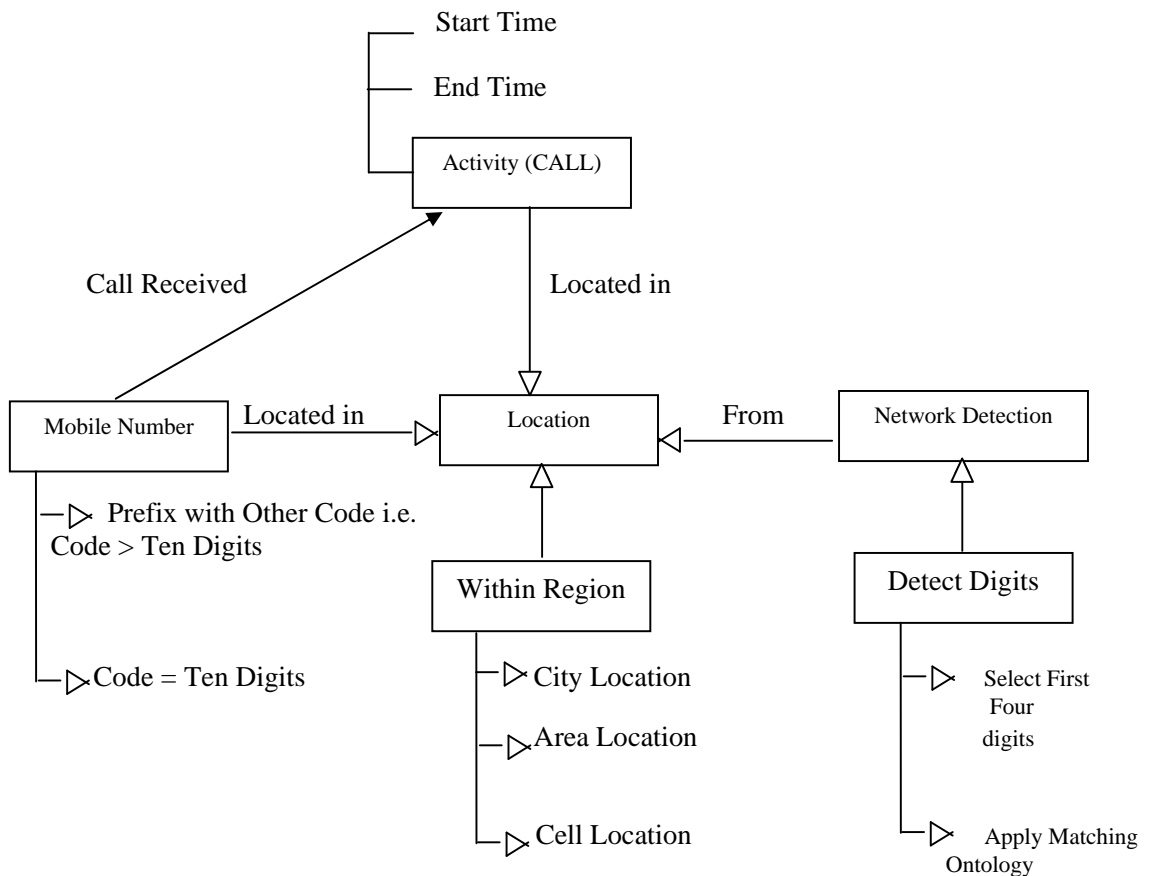 Start Time
End Time
Activity (CALL)
Call Received
Located in
Mobile Number
Located in
Location
From
Network Detection
Prefix with Other Code i.e.
Code > Ten Digits
Code = Ten Digits
Within Region
City Location
Area Location
Cell Location
Detect Digits
Select First
Four
digits
Apply Matching
Ontology